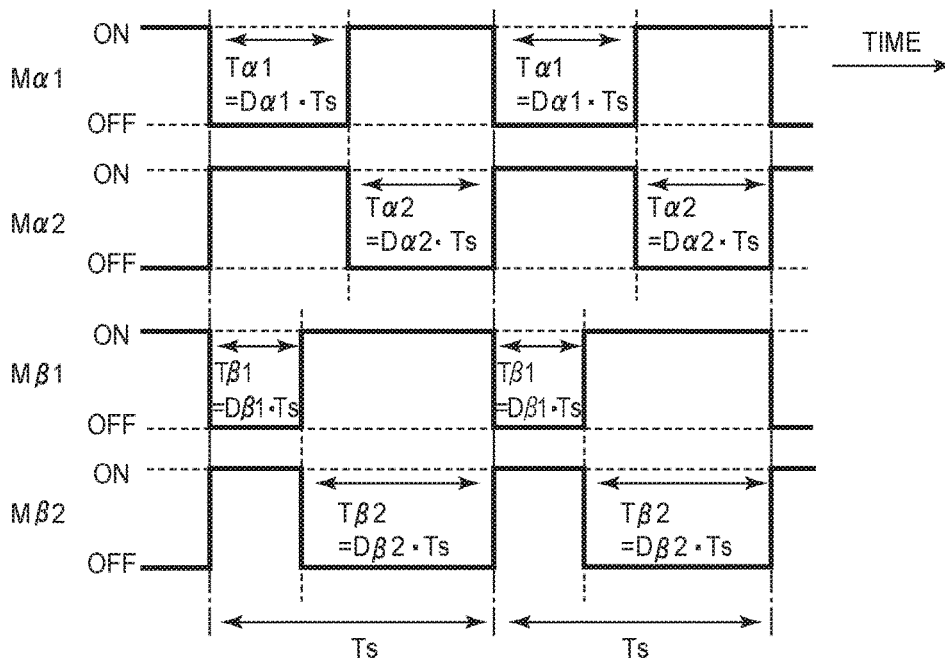 ON
TIME
Mα1
Tα1
=Dα1・Ts
Tα1
=Dα1・Ts
OFF
ON
Mα2
Tα2
=Dα2・Ts
Tα2
=Dα2・Ts
OFF
ON
Mβ1
Tβ1
=Dβ1・Ts
Tβ1
=Dβ1・Ts
OFF
ON
Mβ2
Tβ2
=Dβ2・Ts
Tβ2
=Dβ2・Ts
OFF
Ts
Ts